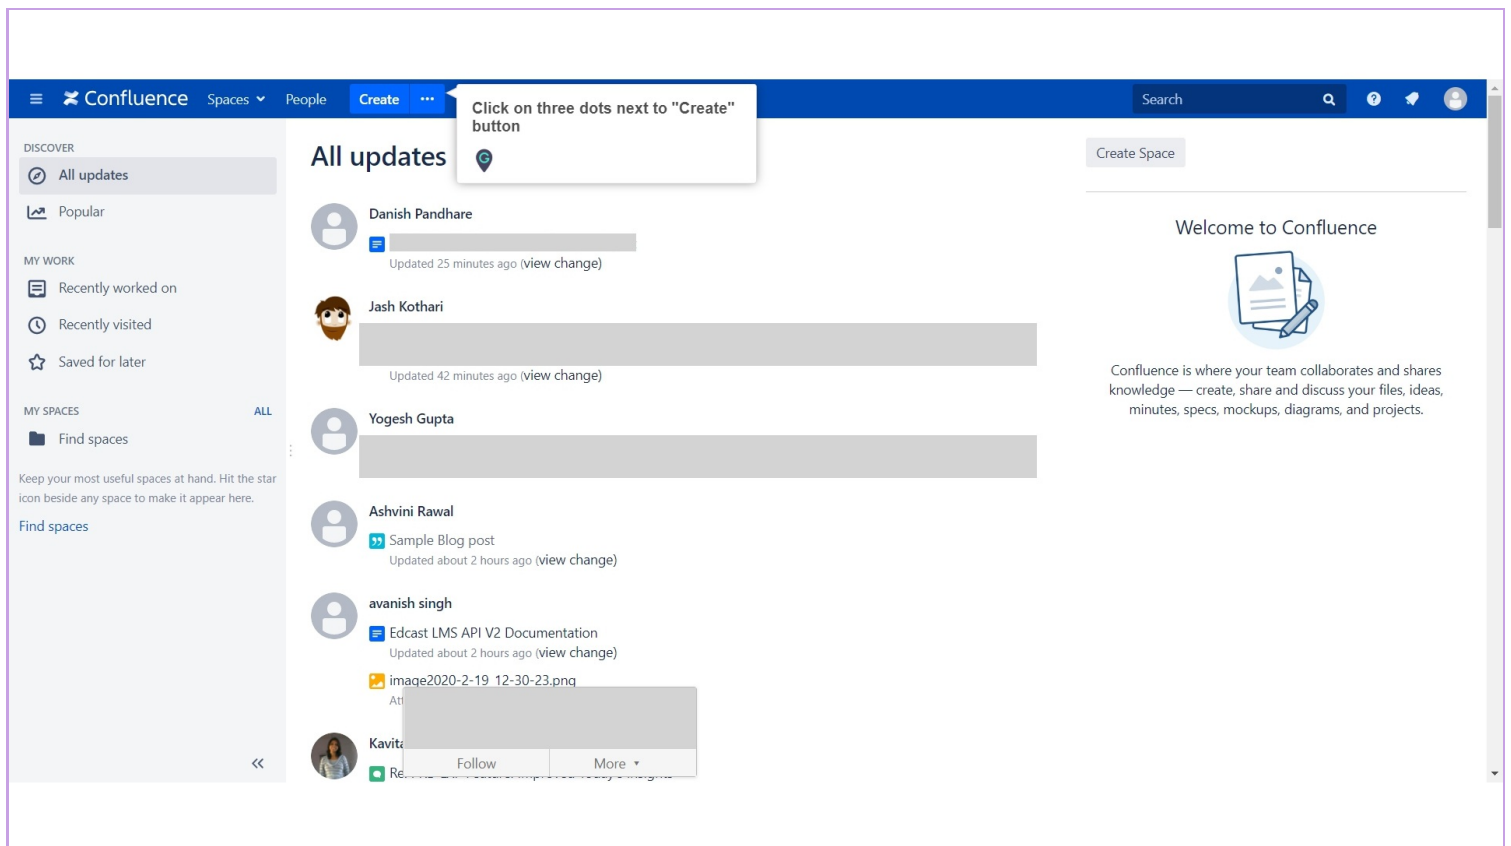 Confluence Spaces People Create ... Search
Click on three dots next to "Create"
button
G
DISCOVER
All updates
Popular
MY WORK
Recently worked on
Recently visited
Saved for later
MY SPACES ALL
Find spaces
Keep your most useful spaces at hand. Hit the star
icon beside any space to make it appear here.
Find spaces
All updates
Danish Pandhare
Updated 25 minutes ago (view change)
Jash Kothari
Updated 42 minutes ago (view change)
Yogesh Gupta
Ashvini Rawal
Sample Blog post
Updated about 2 hours ago (view change)
avanish singh
Edcast LMS API V2 Documentation
Updated about 2 hours ago (view change)
image2020-2-19 12-30-23.png
Kavita
Follow More
Create Space
Welcome to Confluence
Confluence is where your team collaborates and shares
knowledge — create, share and discuss your files, ideas,
minutes, specs, mockups, diagrams, and projects.